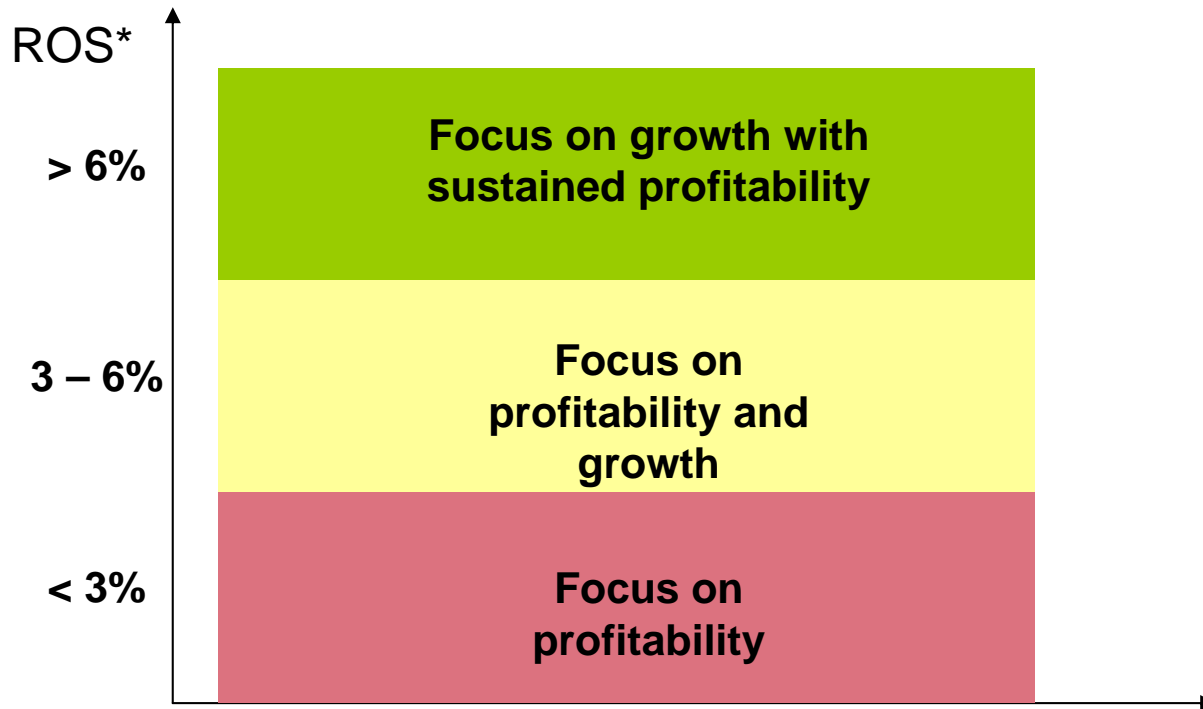 ROS*
> 6%
Focus on growth with
sustained profitability
3 – 6%
Focus on
profitability and
growth
< 3%
Focus on
profitability